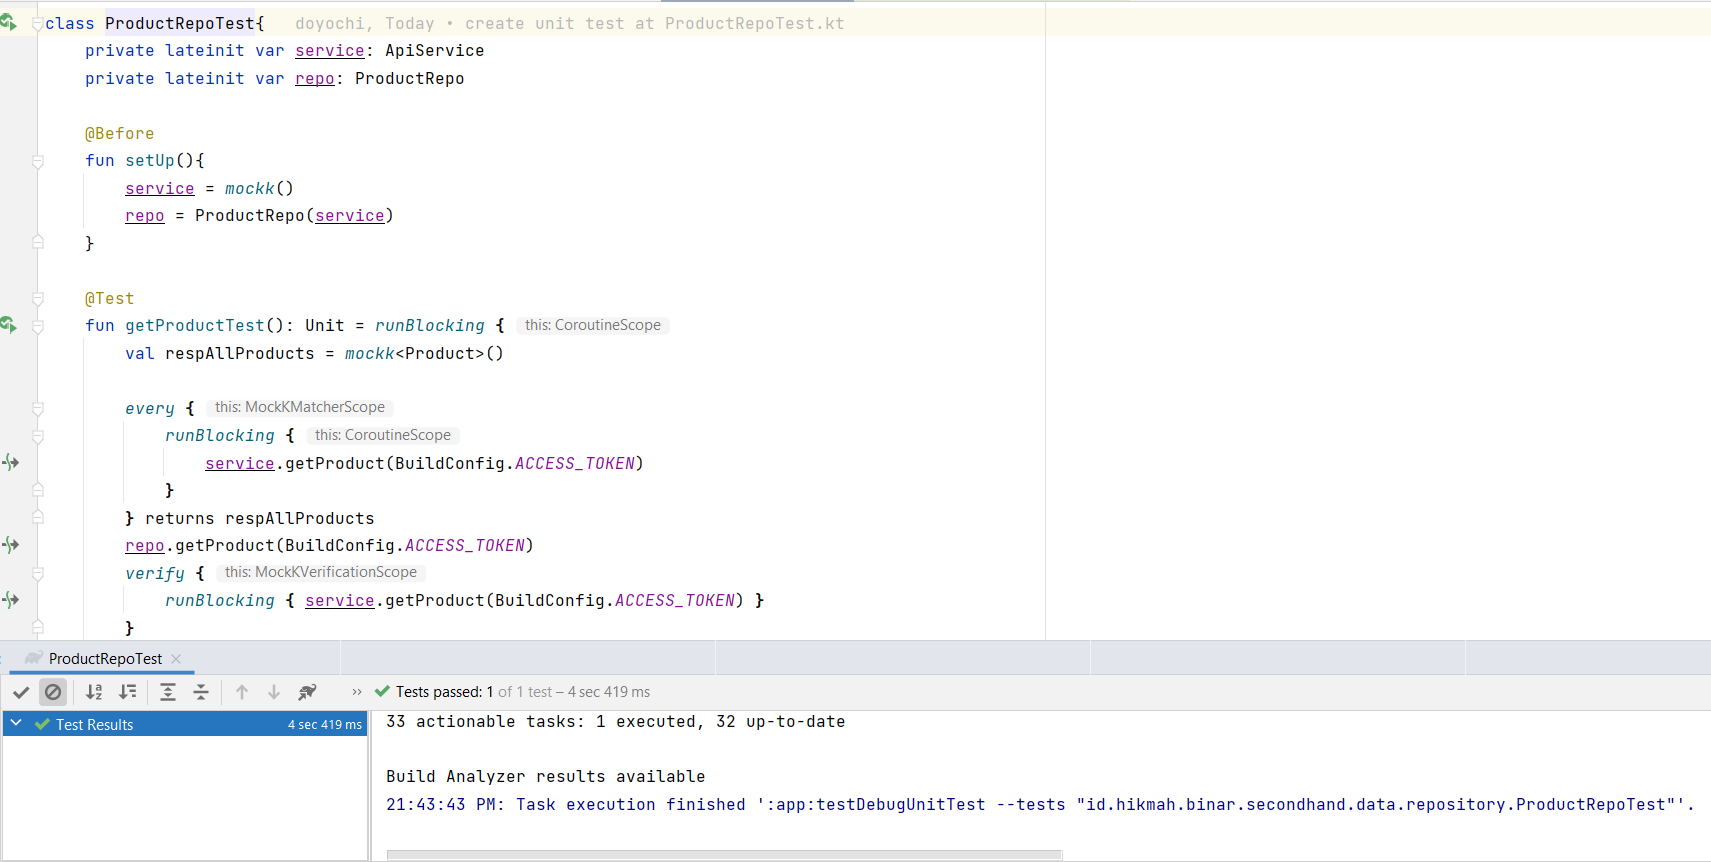 class ProductRepoTest{   doyochi, Today • create unit test at ProductRepoTest.kt
    private lateinit var service: ApiService
    private lateinit var repo: ProductRepo
    @Before
    fun setUp(){
        service = mockk()
        repo = ProductRepo(service)
    }
    @Test
    fun getProductTest(): Unit = runBlocking { this: CoroutineScope
        val respAllProducts = mockk<Product>()
        every { this: MockKMatcherScope
            runBlocking { this: CoroutineScope
                service.getProduct(BuildConfig.ACCESS_TOKEN)
            }
        } returns respAllProducts
        repo.getProduct(BuildConfig.ACCESS_TOKEN)
        verify { this: MockKVerificationScope
            runBlocking { service.getProduct(BuildConfig.ACCESS_TOKEN) }
        }
ProductRepoTest
Tests passed: 1 of 1 test – 4 sec 419 ms
Test Results 4 sec 419 ms
33 actionable tasks: 1 executed, 32 up-to-date
Build Analyzer results available
21:43:43 PM: Task execution finished ':app:testDebugUnitTest --tests "id.hikmah.binar.secondhand.data.repository.ProductRepoTest"'.